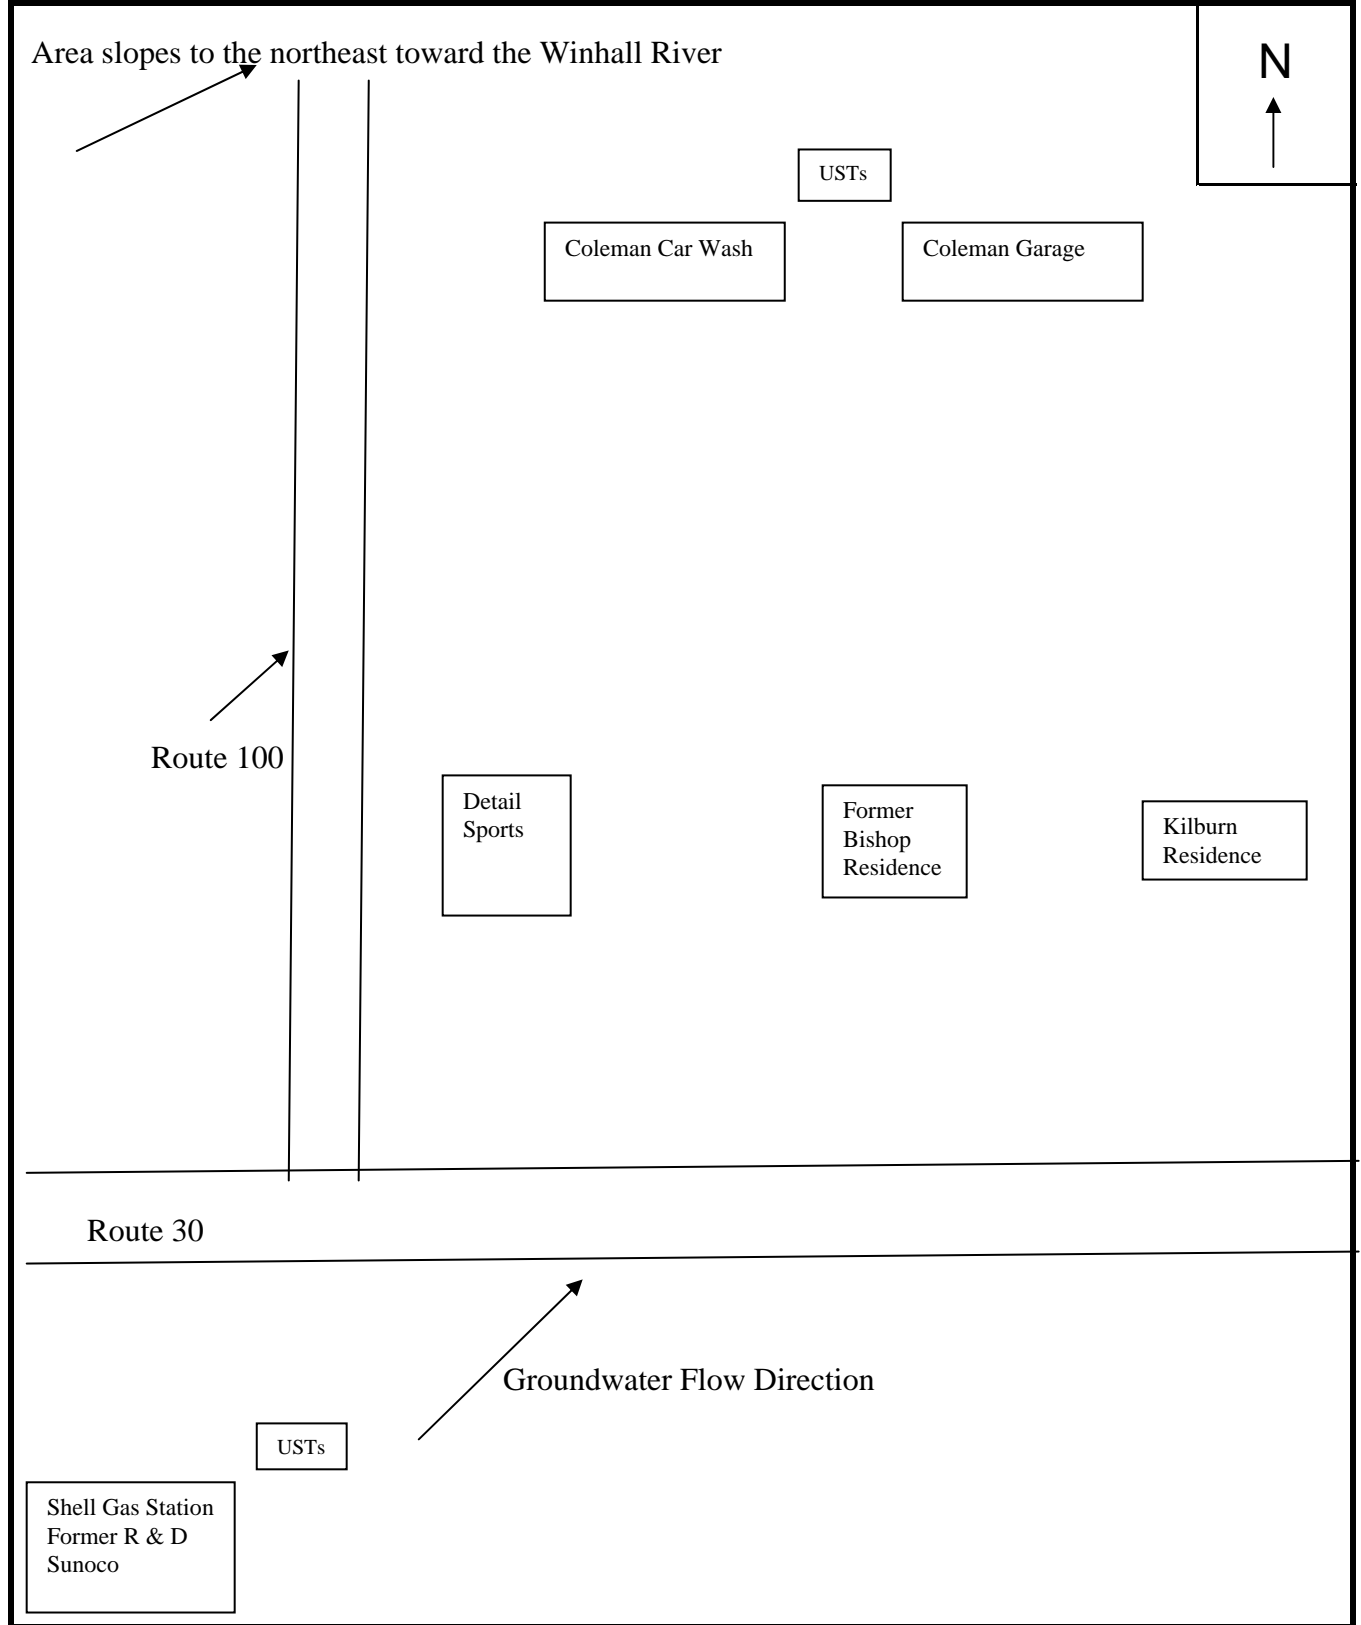 Area slopes to the northeast toward the Winhall River
N
USTs
Coleman Car Wash
Coleman Garage
Route 100
Detail
Sports
Former
Bishop
Residence
Kilburn
Residence
Route 30
Groundwater Flow Direction
USTs
Shell Gas Station
Former R & D
Sunoco